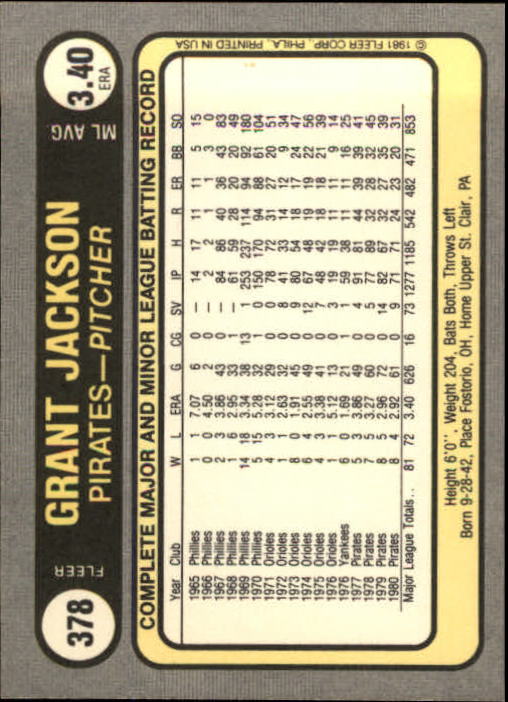 378
FLEER
GRANT JACKSON
PIRATES—PITCHER
ML AVG
3.40
ERA
COMPLETE MAJOR AND MINOR LEAGUE BATTING RECORD
Year Club W L ERA G CG SV IP H R ER BB SO
1965 Phillies 1 1 7.07 6 0 — 14 17 11 11 5 15
1966 Phillies 0 0 4.50 2 0 — 2 2 1 1 3 0
1967 Phillies 2 3 3.86 43 0 — 84 86 40 36 43 83
1968 Phillies 1 6 2.95 33 1 — 61 59 28 20 20 49
1969 Phillies 14 18 3.34 38 13 1 253 237 114 94 92 180
1970 Phillies 5 15 5.28 32 1 0 150 170 94 88 61 104
1971 Orioles 4 3 3.12 29 0 0 78 72 31 27 20 51
1972 Orioles 1 1 2.63 32 0 8 41 33 14 12 9 34
1973 Orioles 8 0 1.91 45 0 9 80 54 18 17 24 47
1974 Orioles 6 4 2.55 49 0 12 67 48 19 19 22 56
1975 Orioles 4 3 3.38 41 0 7 48 42 18 18 21 39
1976 Orioles 1 1 5.12 13 0 3 19 19 11 11 9 14
1976 Yankees 6 0 1.69 21 1 1 59 38 11 11 16 25
1977 Pirates 5 3 3.86 49 0 4 91 81 44 39 39 41
1978 Pirates 7 5 3.27 60 0 5 77 89 32 28 32 45
1979 Pirates 8 5 2.96 72 0 14 82 67 32 27 35 39
1980 Pirates 8 4 2.92 61 0 9 71 71 24 23 20 31
Major League Totals . . 81 72 3.40 626 16 73 1277 1185 542 482 471 853
Height 6'0", Weight 204, Bats Both, Throws Left
Born 9-28-42, Place Fostorio, OH, Home Upper St. Clair, PA
© 1981 FLEER CORP., PHILA., PRINTED IN USA